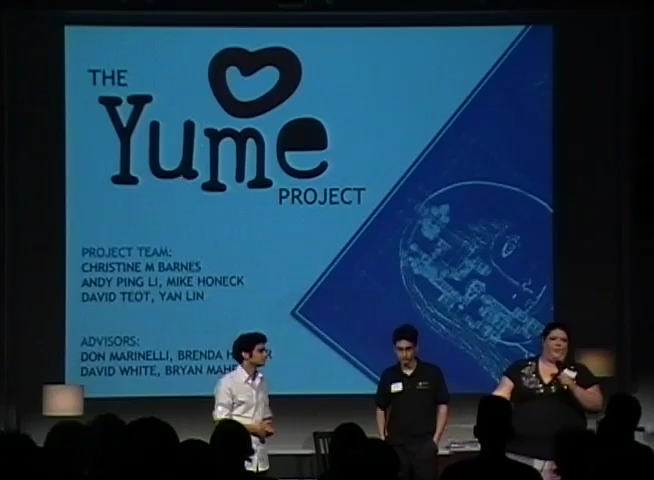 THE
Yume
PROJECT
PROJECT TEAM:
CHRISTINE M BARNES
ANDY PING LI, MIKE HONECK
DAVID TEOT, YAN LIN
ADVISORS:
DON MARINELLI, BRENDA
DAVID WHITE, BRYAN